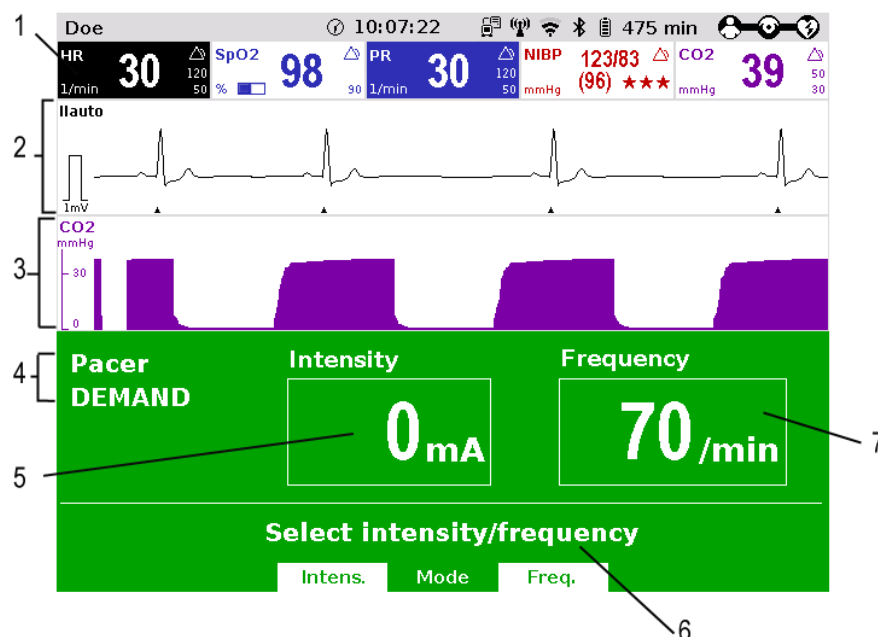 1
Doe 10:07:22 475 min
HR 30 120 50 1/min
SpO2 98 90 %
PR 30 120 50 1/min
NIBP 123/83 (96) ★★★ mmHg
CO2 39 50 30 mmHg
2
IIauto
1mV
3
CO2
mmHg
30
0
4
Pacer
DEMAND
Intensity Frequency
0 mA 70 /min
5 7
Select intensity/frequency
Intens. Mode Freq.
6